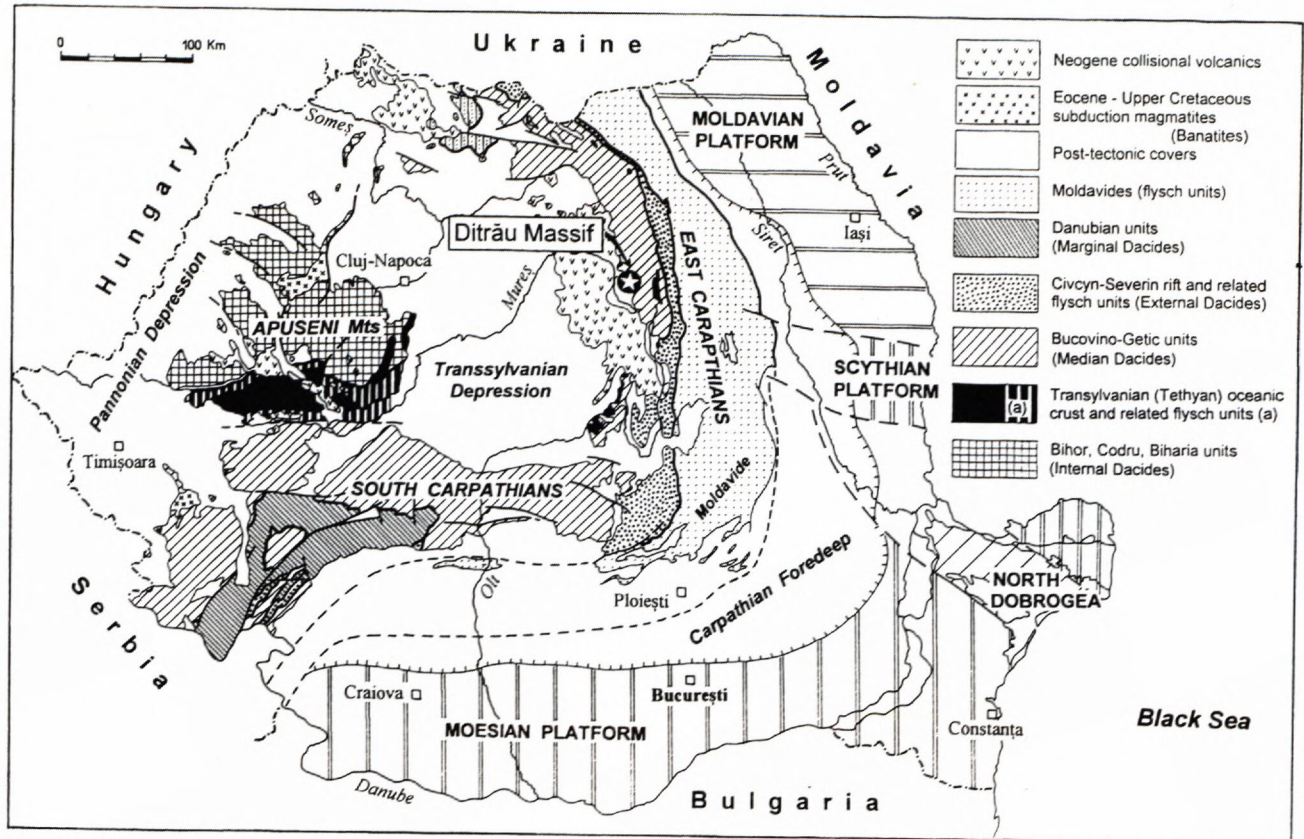 0 100 Km
Ukraine
Moldavia
Hungary
Serbia
Bulgaria
Black Sea
MOLDAVIAN
PLATFORM
Prut
Iași
Siret
Someș
Ditrău Massif
Cluj-Napoca
Mureș
Pannonian Depression
APUSENI Mts
Transsylvanian
Depression
EAST CARAPTHIANS
SCYTHIAN
PLATFORM
Timișoara
SOUTH CARPATHIANS
Moldavide
Olt
Ploiești
Carpathian Foredeep
NORTH
DOBROGEA
Craiova
București
MOESIAN PLATFORM
Constanța
Danube
Neogene collisional volcanics
Eocene - Upper Cretaceous
subduction magmatites
(Banatites)
Post-tectonic covers
Moldavides (flysch units)
Danubian units
(Marginal Dacides)
Civcyn-Severin rift and related
flysch units (External Dacides)
Bucovino-Getic units
(Median Dacides)
(a)
Transylvanian (Tethyan) oceanic
crust and related flysch units (a)
Bihor, Codru, Biharia units
(Internal Dacides)